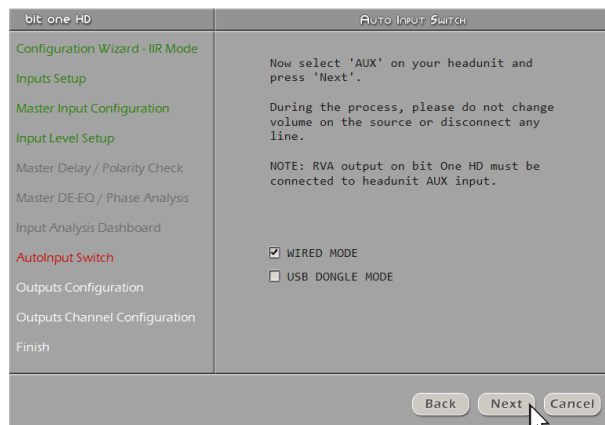 bit one HD
Auto Input Switch
Configuration Wizard - IIR Mode
Inputs Setup
Master Input Configuration
Input Level Setup
Master Delay / Polarity Check
Master DE-EQ / Phase Analysis
Input Analysis Dashboard
AutoInput Switch
Outputs Configuration
Outputs Channel Configuration
Finish
Now select 'AUX' on your headunit and
press 'Next'.
During the process, please do not change
volume on the source or disconnect any
line.
NOTE: RVA output on bit One HD must be
connected to headunit AUX input.
WIRED MODE
USB DONGLE MODE
Back Next Cancel